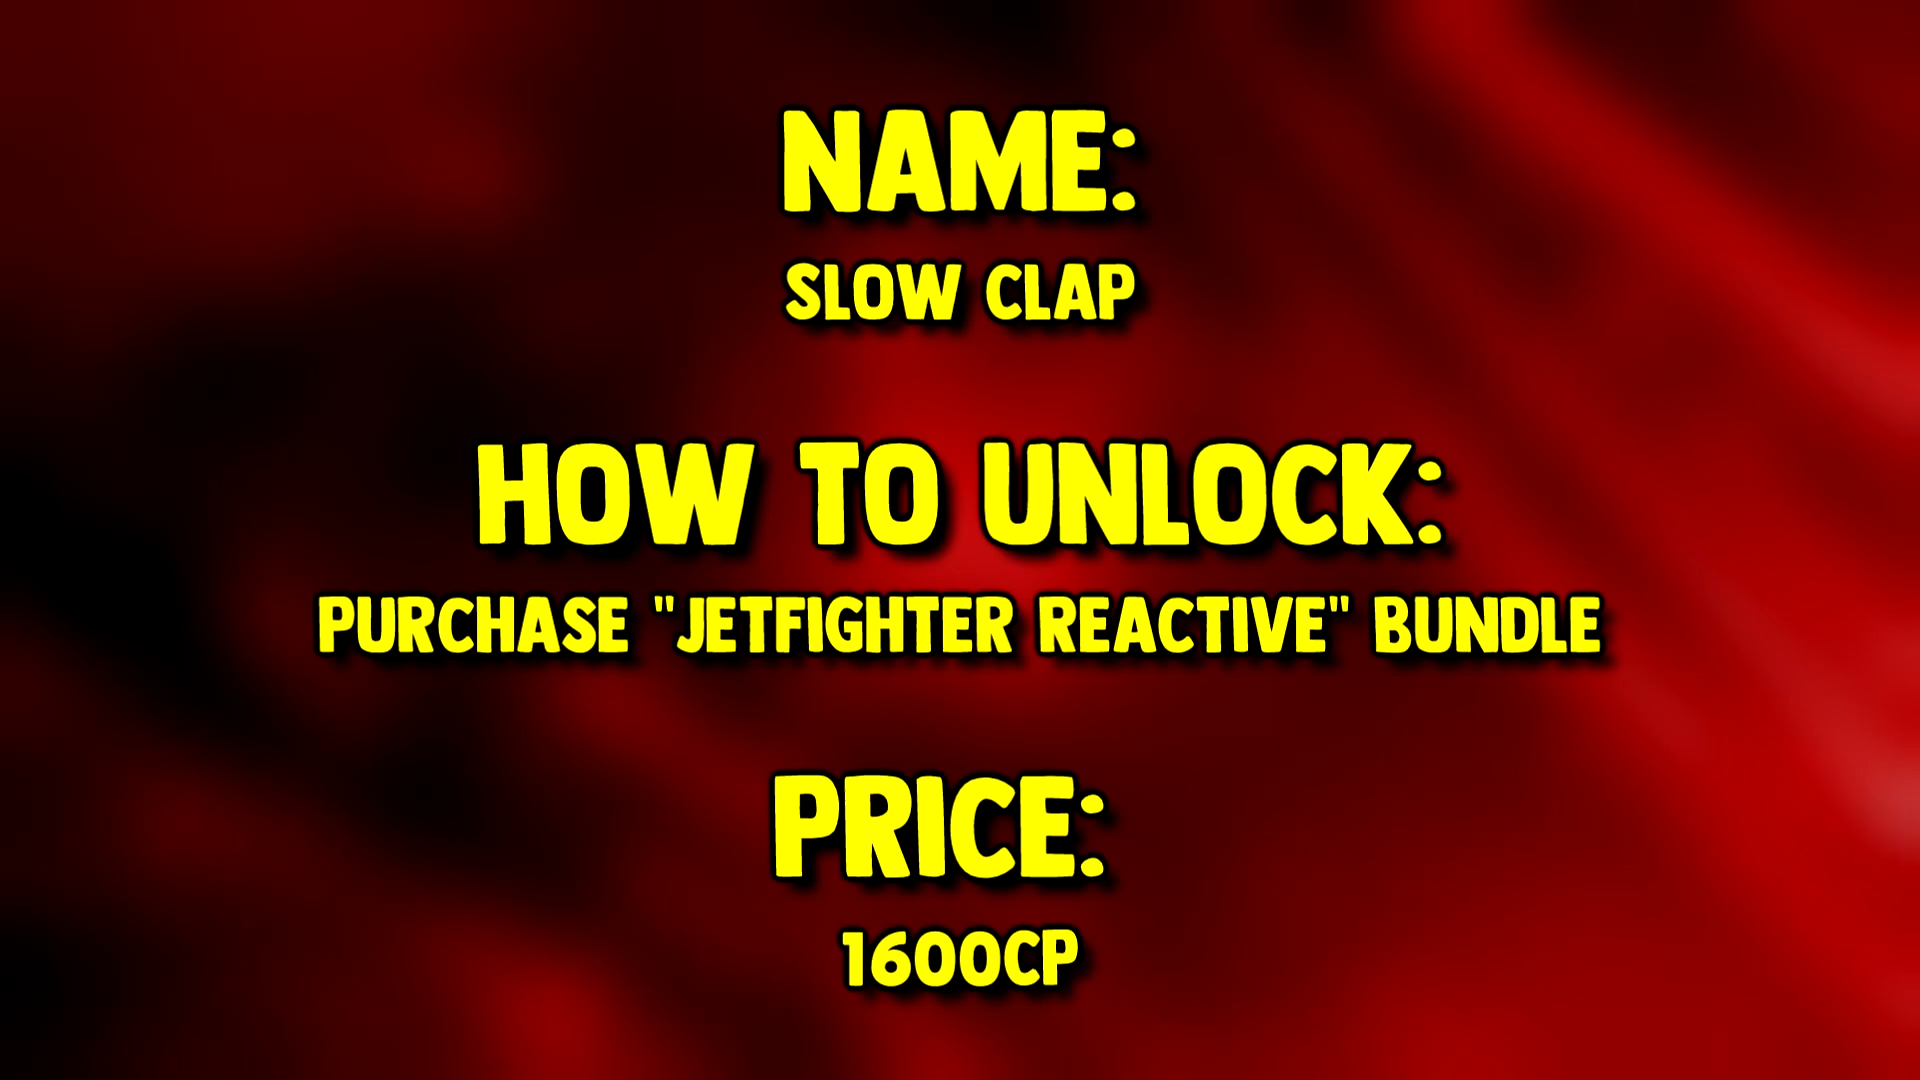 NAME:
SLOW CLAP
HOW TO UNLOCK:
PURCHASE "JETFIGHTER REACTIVE" BUNDLE
PRICE:
1600CP